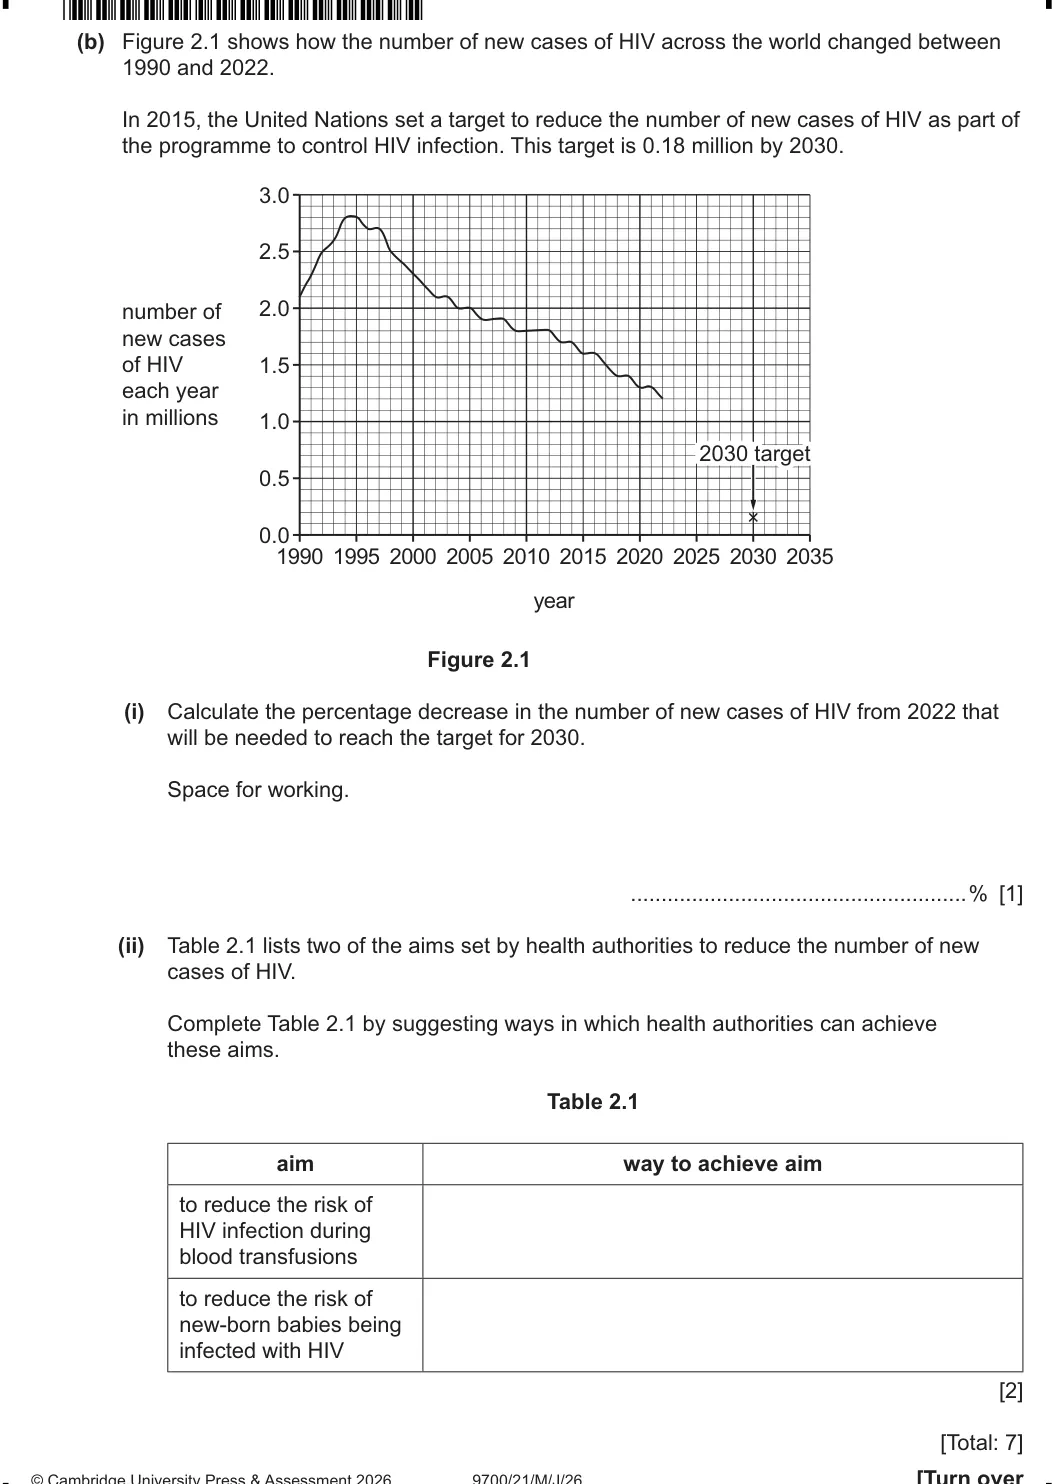 (b) Figure 2.1 shows how the number of new cases of HIV across the world changed between
1990 and 2022.
In 2015, the United Nations set a target to reduce the number of new cases of HIV as part of
the programme to control HIV infection. This target is 0.18 million by 2030.
3.0
2.5
2.0
1.5
1.0
0.5
0.0
number of
new cases
of HIV
each year
in millions
2030 target
1990 1995 2000 2005 2010 2015 2020 2025 2030 2035
year
Figure 2.1
(i) Calculate the percentage decrease in the number of new cases of HIV from 2022 that
will be needed to reach the target for 2030.
Space for working.
........................................................% [1]
(ii) Table 2.1 lists two of the aims set by health authorities to reduce the number of new
cases of HIV.
Complete Table 2.1 by suggesting ways in which health authorities can achieve
these aims.
Table 2.1
aim way to achieve aim
to reduce the risk of
HIV infection during
blood transfusions
to reduce the risk of
new-born babies being
infected with HIV
[2]
[Total: 7]
© Cambridge University Press & Assessment 2026 9700/21/M/J/26 [Turn over